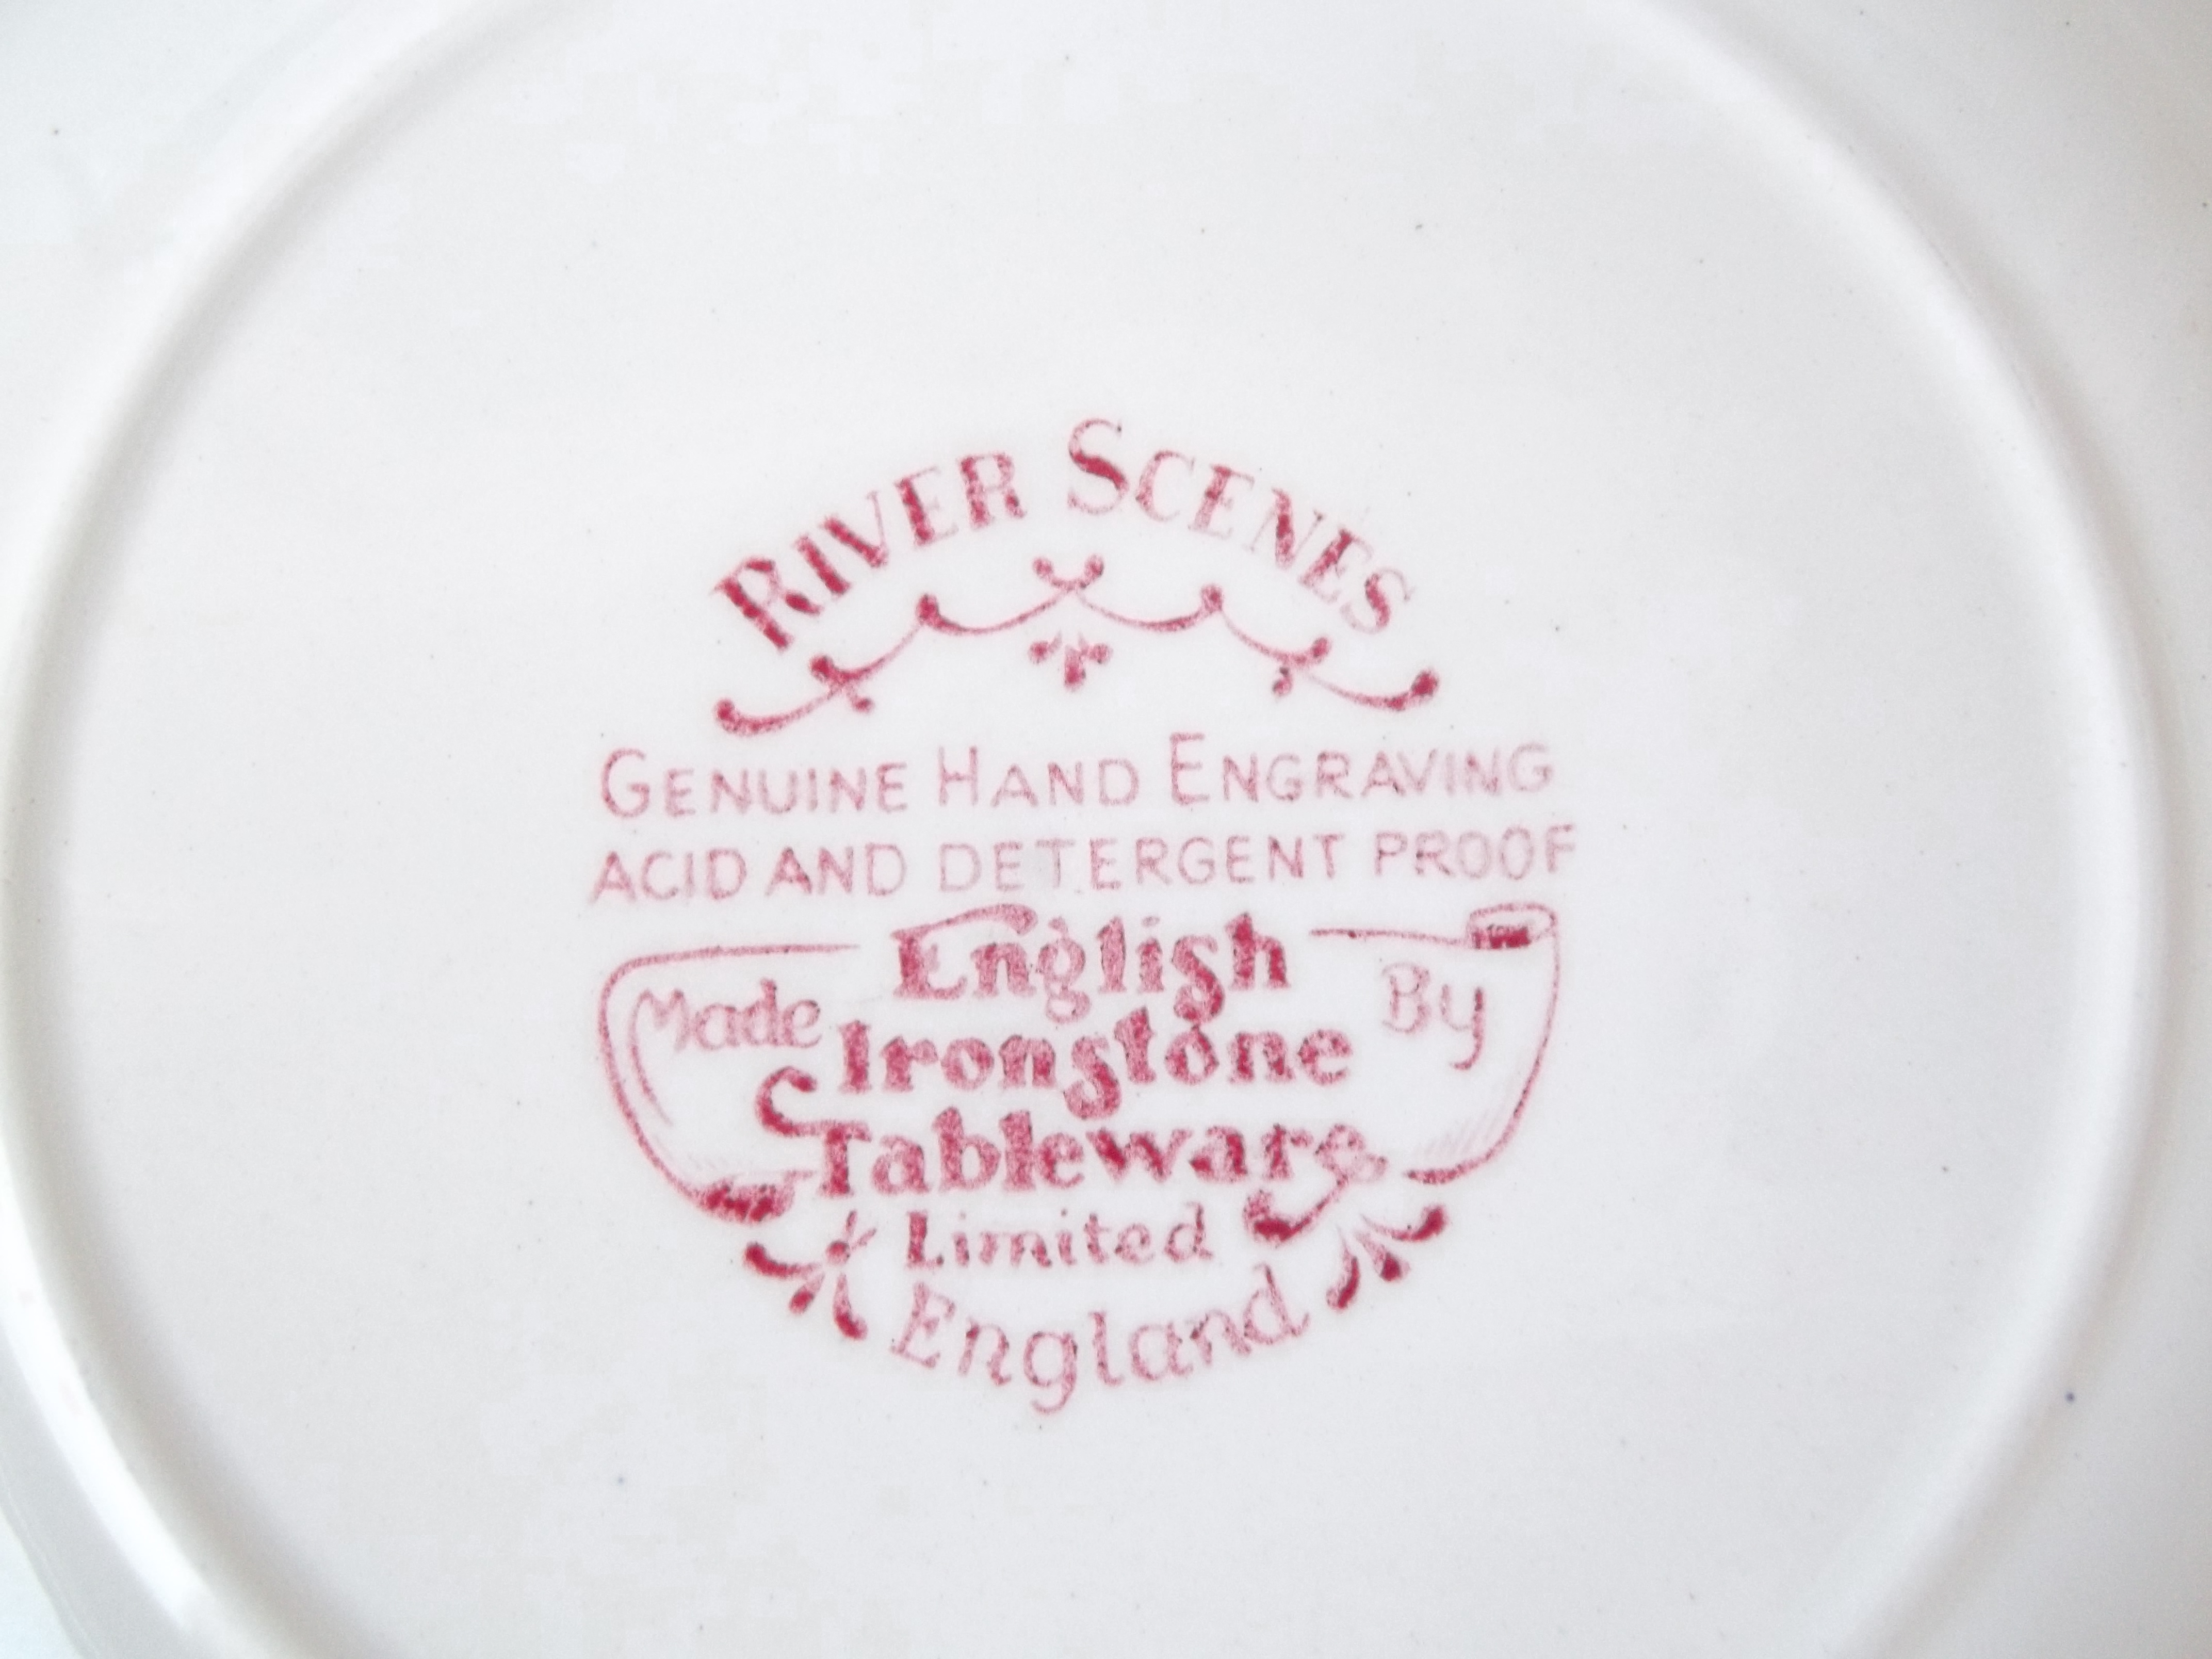 RIVER SCENES
GENUINE HAND ENGRAVING
ACID AND DETERGENT PROOF
Made English By
Ironstone
Tableware
Limited
England